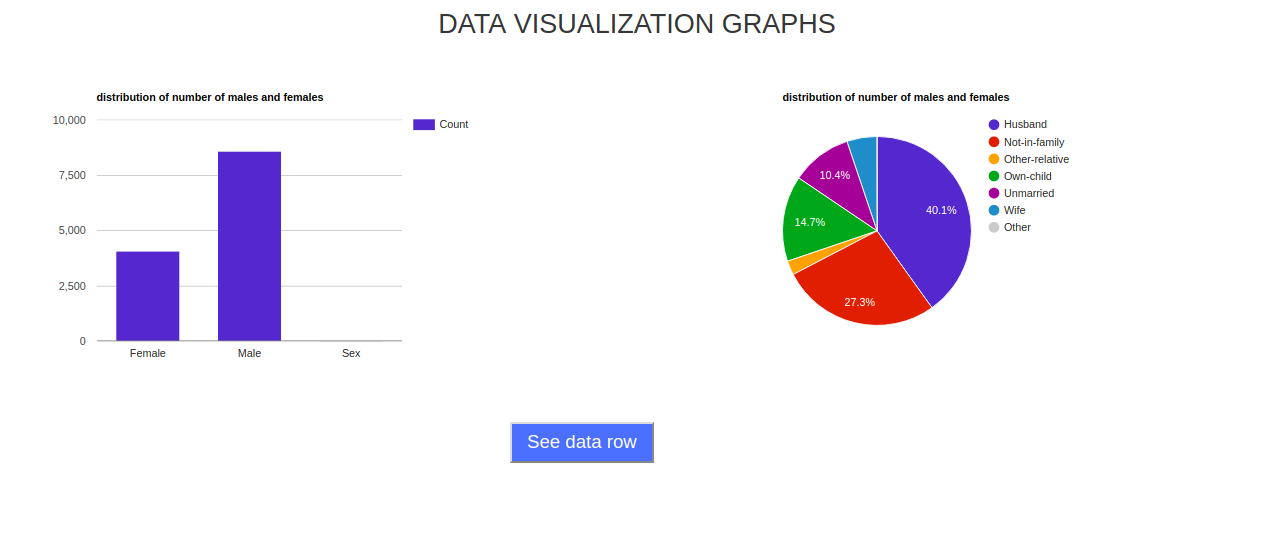 DATA VISUALIZATION GRAPHS
distribution of number of males and females
10,000
7,500
5,000
2,500
0
Female
Male
Sex
Count
distribution of number of males and females
40.1%
27.3%
14.7%
10.4%
Husband
Not-in-family
Other-relative
Own-child
Unmarried
Wife
Other
See data row